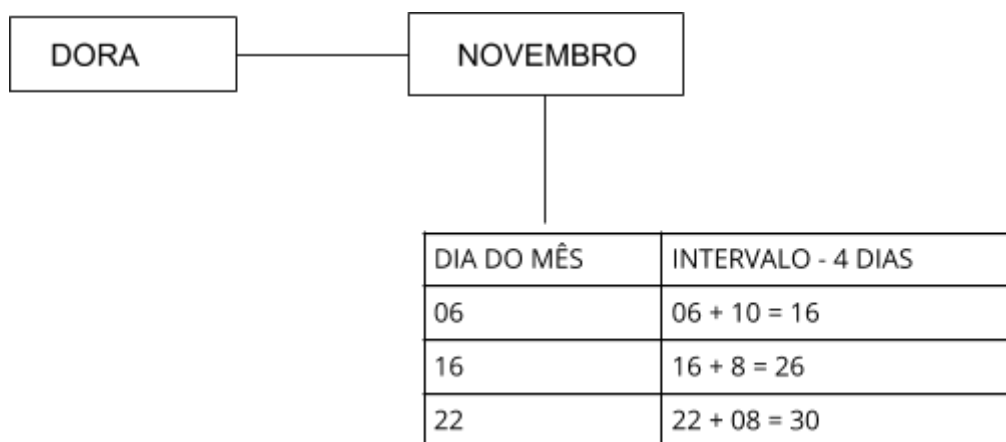 DORA
NOVEMBRO
DIA DO MÊS INTERVALO - 4 DIAS
06 06 + 10 = 16
16 16 + 8 = 26
22 22 + 08 = 30